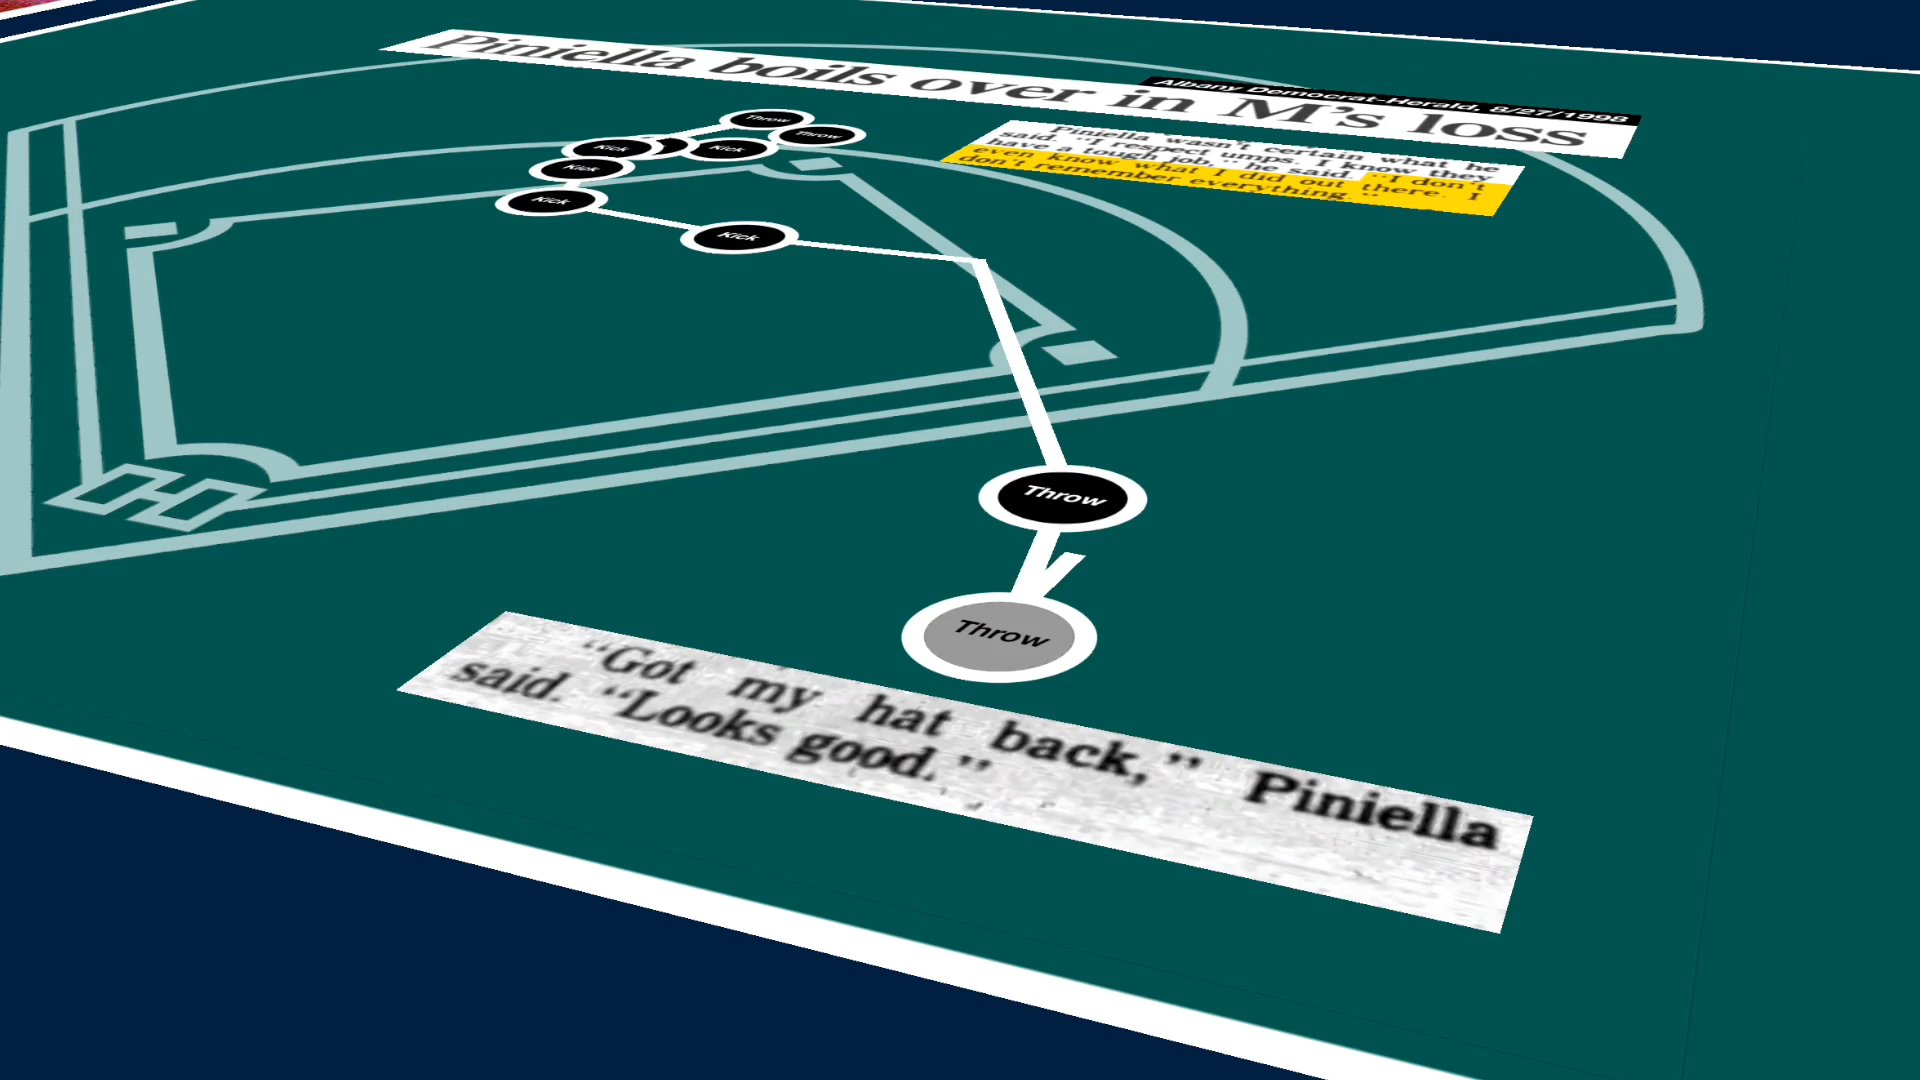 Piniella boils over in M's loss
Albany Democrat-Herald, 8/27/1998
Piniella wasn't certain what he
said. "I respect umps. I know they
have a tough job," he said. "I don't
even know what I did out there. I
don't remember everything."
Throw
Throw
Kick
Kick
Kick
Kick
Kick
Throw
Throw
"Got my hat back," Piniella
said. "Looks good."